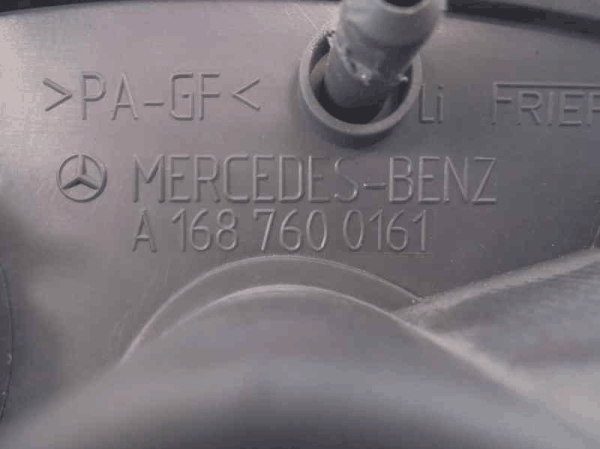 >PA-GF< Li
MERCEDES-BENZ
A 168 760 0161